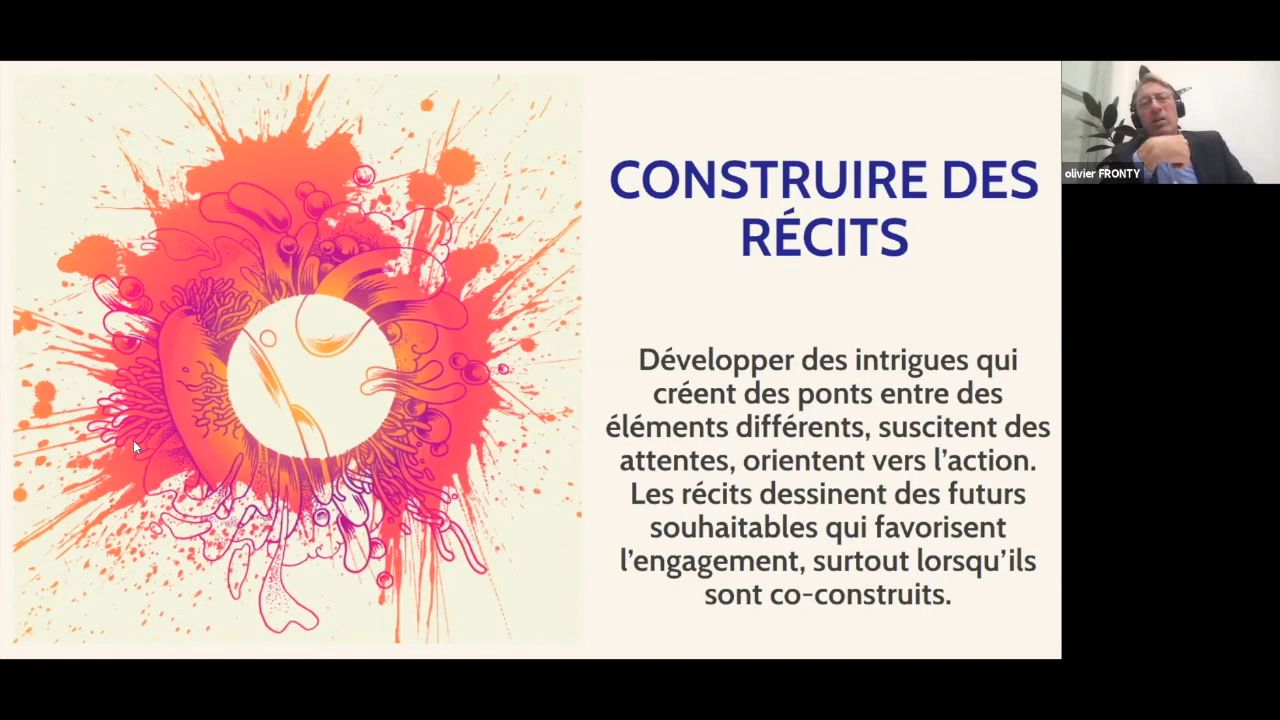 CONSTRUIRE DES
RÉCITS
Développer des intrigues qui
créent des ponts entre des
éléments différents, suscitent des
attentes, orientent vers l’action.
Les récits dessinent des futurs
souhaitables qui favorisent
l’engagement, surtout lorsqu’ils
sont co-construits.
olivier FRONTY